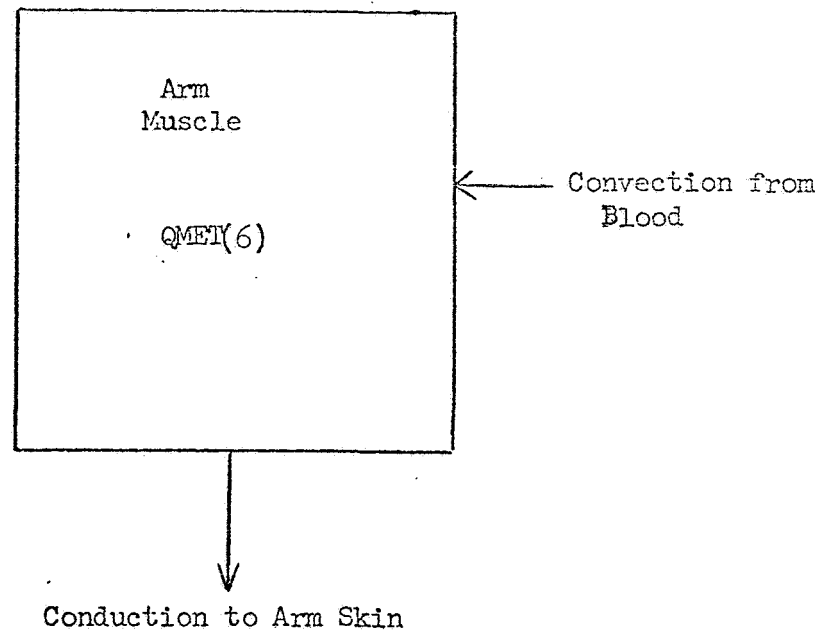 Arm
Muscle
Convection from
Blood
QMET(6)
Conduction to Arm Skin